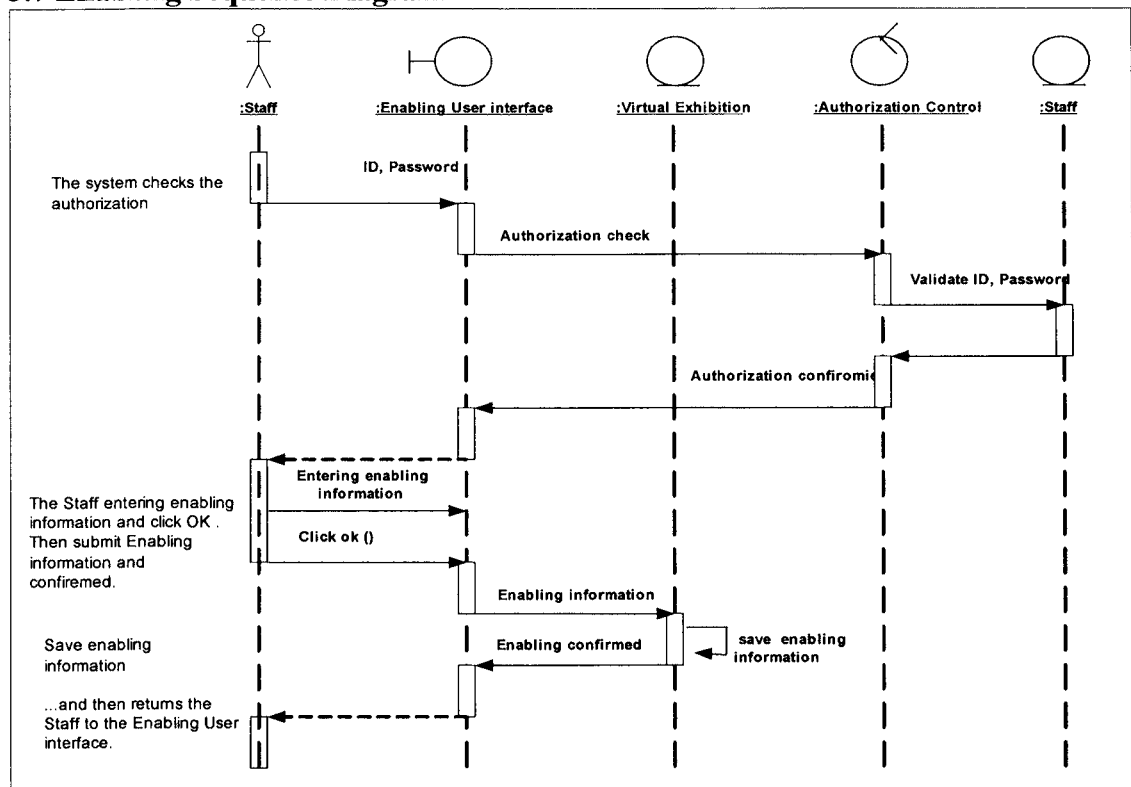 :Staff
:Enabling User interface
:Virtual Exhibition
:Authorization Control
:Staff
ID, Password
The system checks the
authorization
Authorization check
Validate ID, Password
Authorization confiromie
Entering enabling
information
The Staff entering enabling
information and click OK .
Then submit Enabling
information and
confiremed.
Click ok ()
Enabling information
Save enabling
information
Enabling confirmed
save enabling
information
...and then returns the
Staff to the Enabling User
interface.